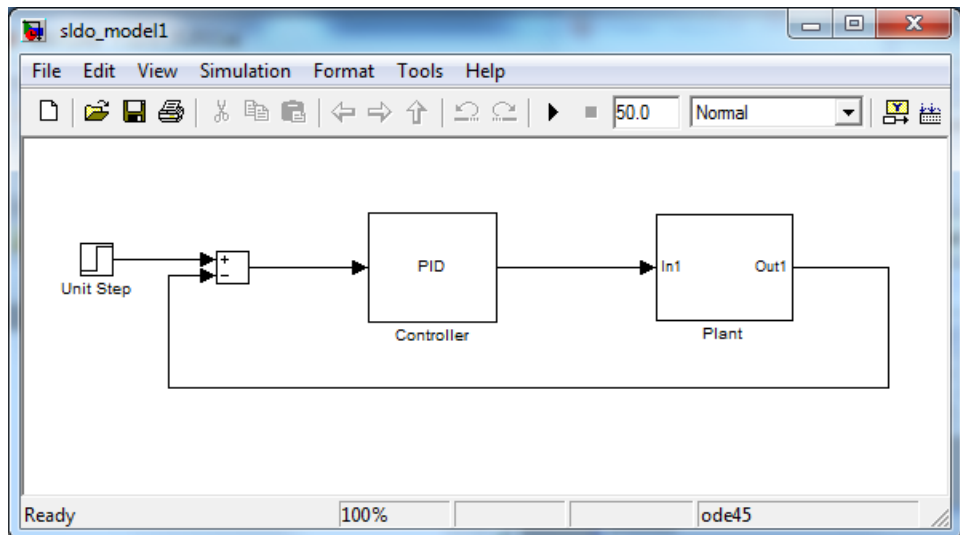 sldo_model1
File Edit View Simulation Format Tools Help
50.0 Normal
+
−
Unit Step
PID
Controller
In1 Out1
Plant
Ready 100% ode45